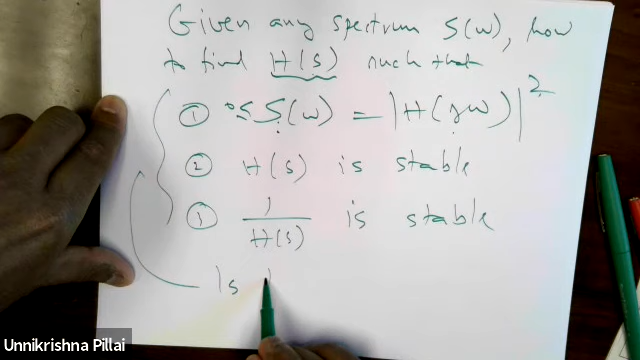 Given any spectrum S(w), how
to find H(s) such that
① 0 ≤ S(w) = |H(jw)|²
② H(s) is stable
③ 1/H(s) is stable
Is
Unnikrishna Pillai